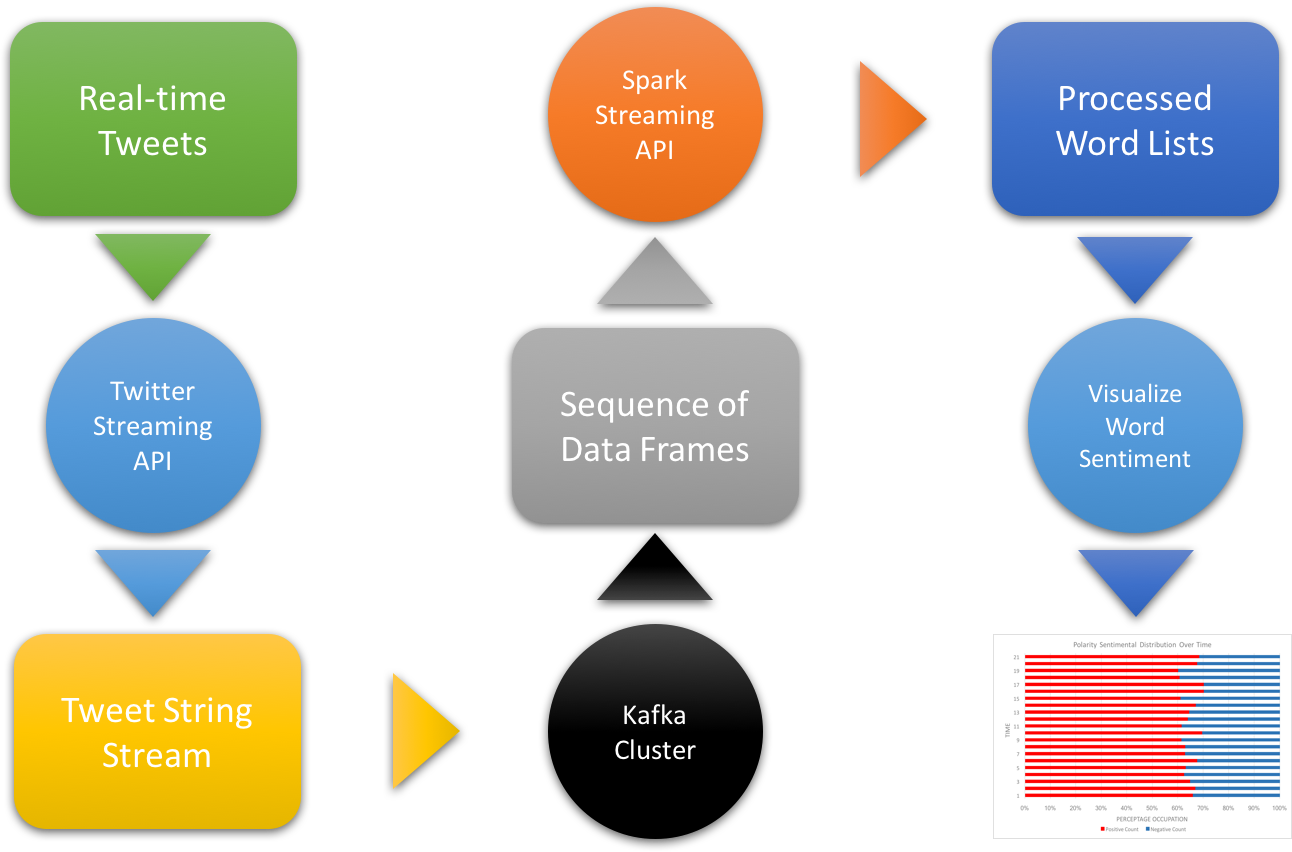 Real-time
Tweets
Twitter
Streaming
API
Tweet String
Stream
Kafka
Cluster
Sequence of
Data Frames
Spark
Streaming
API
Processed
Word Lists
Visualize
Word
Sentiment
Polarity Sentimental Distribution Over Time
TIME
21
19
17
15
13
11
9
7
5
3
1
0% 10% 20% 30% 40% 50% 60% 70% 80% 90% 100%
PERCEPTAGE OCCUPATION
Positive Count Negative Count